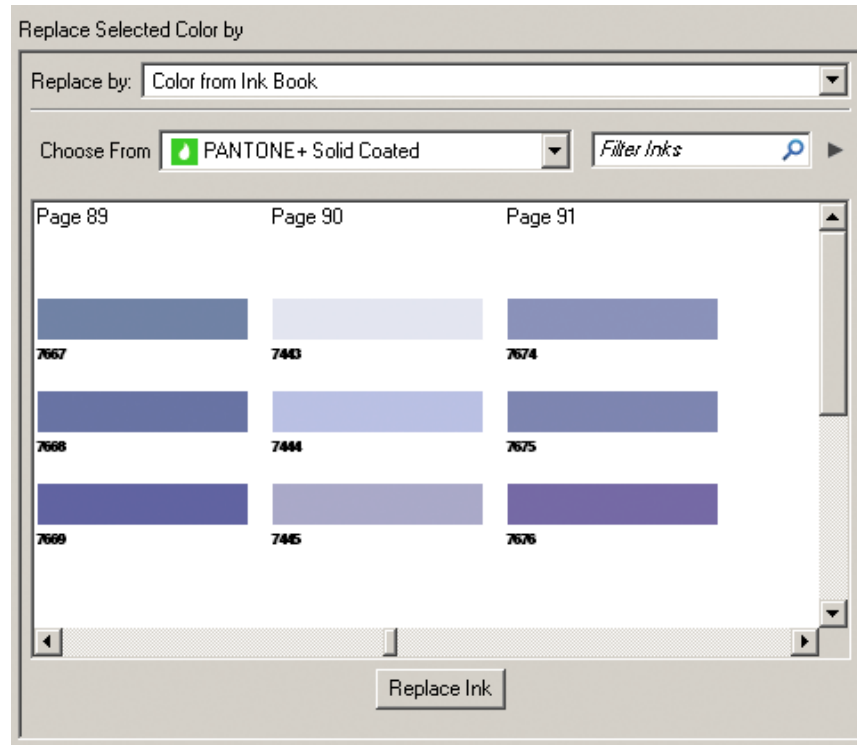 Replace Selected Color by
Replace by: Color from Ink Book
Choose From PANTONE+ Solid Coated Filter Inks
Page 89 Page 90 Page 91
7667 7443 7674
7668 7444 7675
7669 7445 7676
Replace Ink